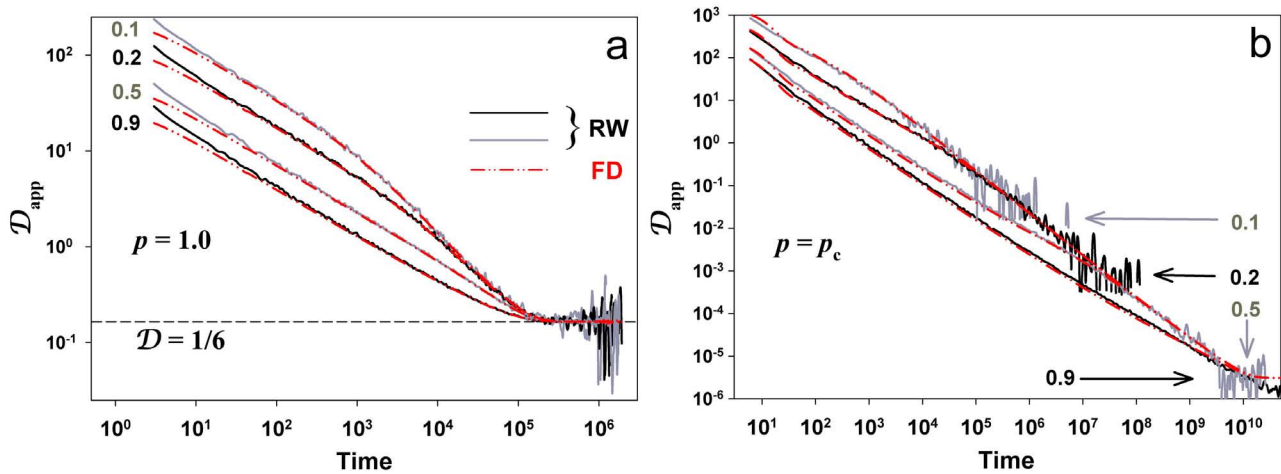 a
0.1
0.2
0.5
0.9
10²
10¹
10⁰
10⁻¹
𝒟app
} RW
FD
p = 1.0
𝒟 = 1/6
10⁰ 10¹ 10² 10³ 10⁴ 10⁵ 10⁶
Time
b
10³
10²
10¹
10⁰
10⁻¹
10⁻²
10⁻³
10⁻⁴
10⁻⁵
10⁻⁶
𝒟app
p = pc
0.1
0.2
0.5
0.9
10¹ 10² 10³ 10⁴ 10⁵ 10⁶ 10⁷ 10⁸ 10⁹ 10¹⁰
Time